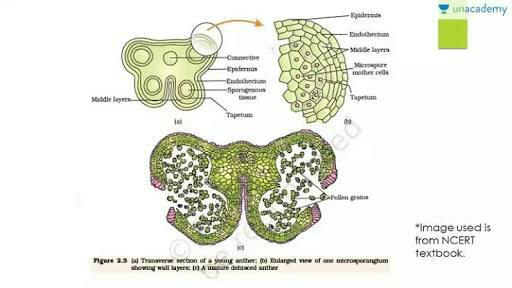 unacademy
Epidermis
Endothecium
Middle layers
Microspore
mother cells
Tapetum
(b)
Connective
Epidermis
Endothecium
Sporogenous
tissue
Tapetum
Middle layers
(a)
Pollen grains
(c)
Figure 2.3 (a) Transverse section of a young anther; (b) Enlarged view of one microsporangium
showing wall layers; (c) A mature dehisced anther
*Image used is
from NCERT
textbook.